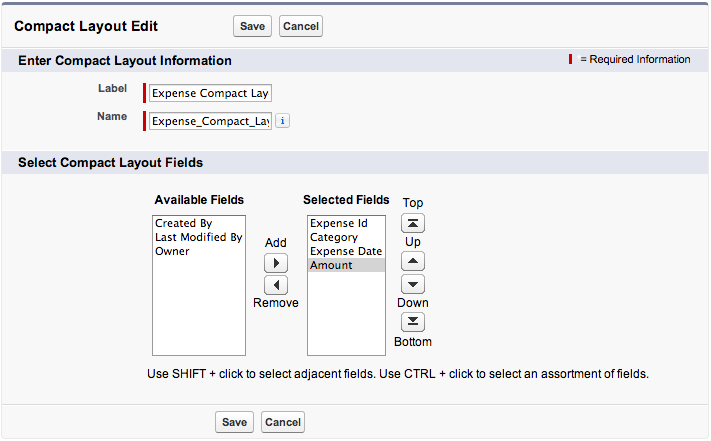 Compact Layout Edit Save Cancel
Enter Compact Layout Information = Required Information
Label Expense Compact Lay
Name Expense_Compact_Lay i
Select Compact Layout Fields
Available Fields Selected Fields Top
Created By Expense Id
Last Modified By Category
Owner Expense Date
Amount
Add
Remove
Up
Down
Bottom
Use SHIFT + click to select adjacent fields. Use CTRL + click to select an assortment of fields.
Save Cancel